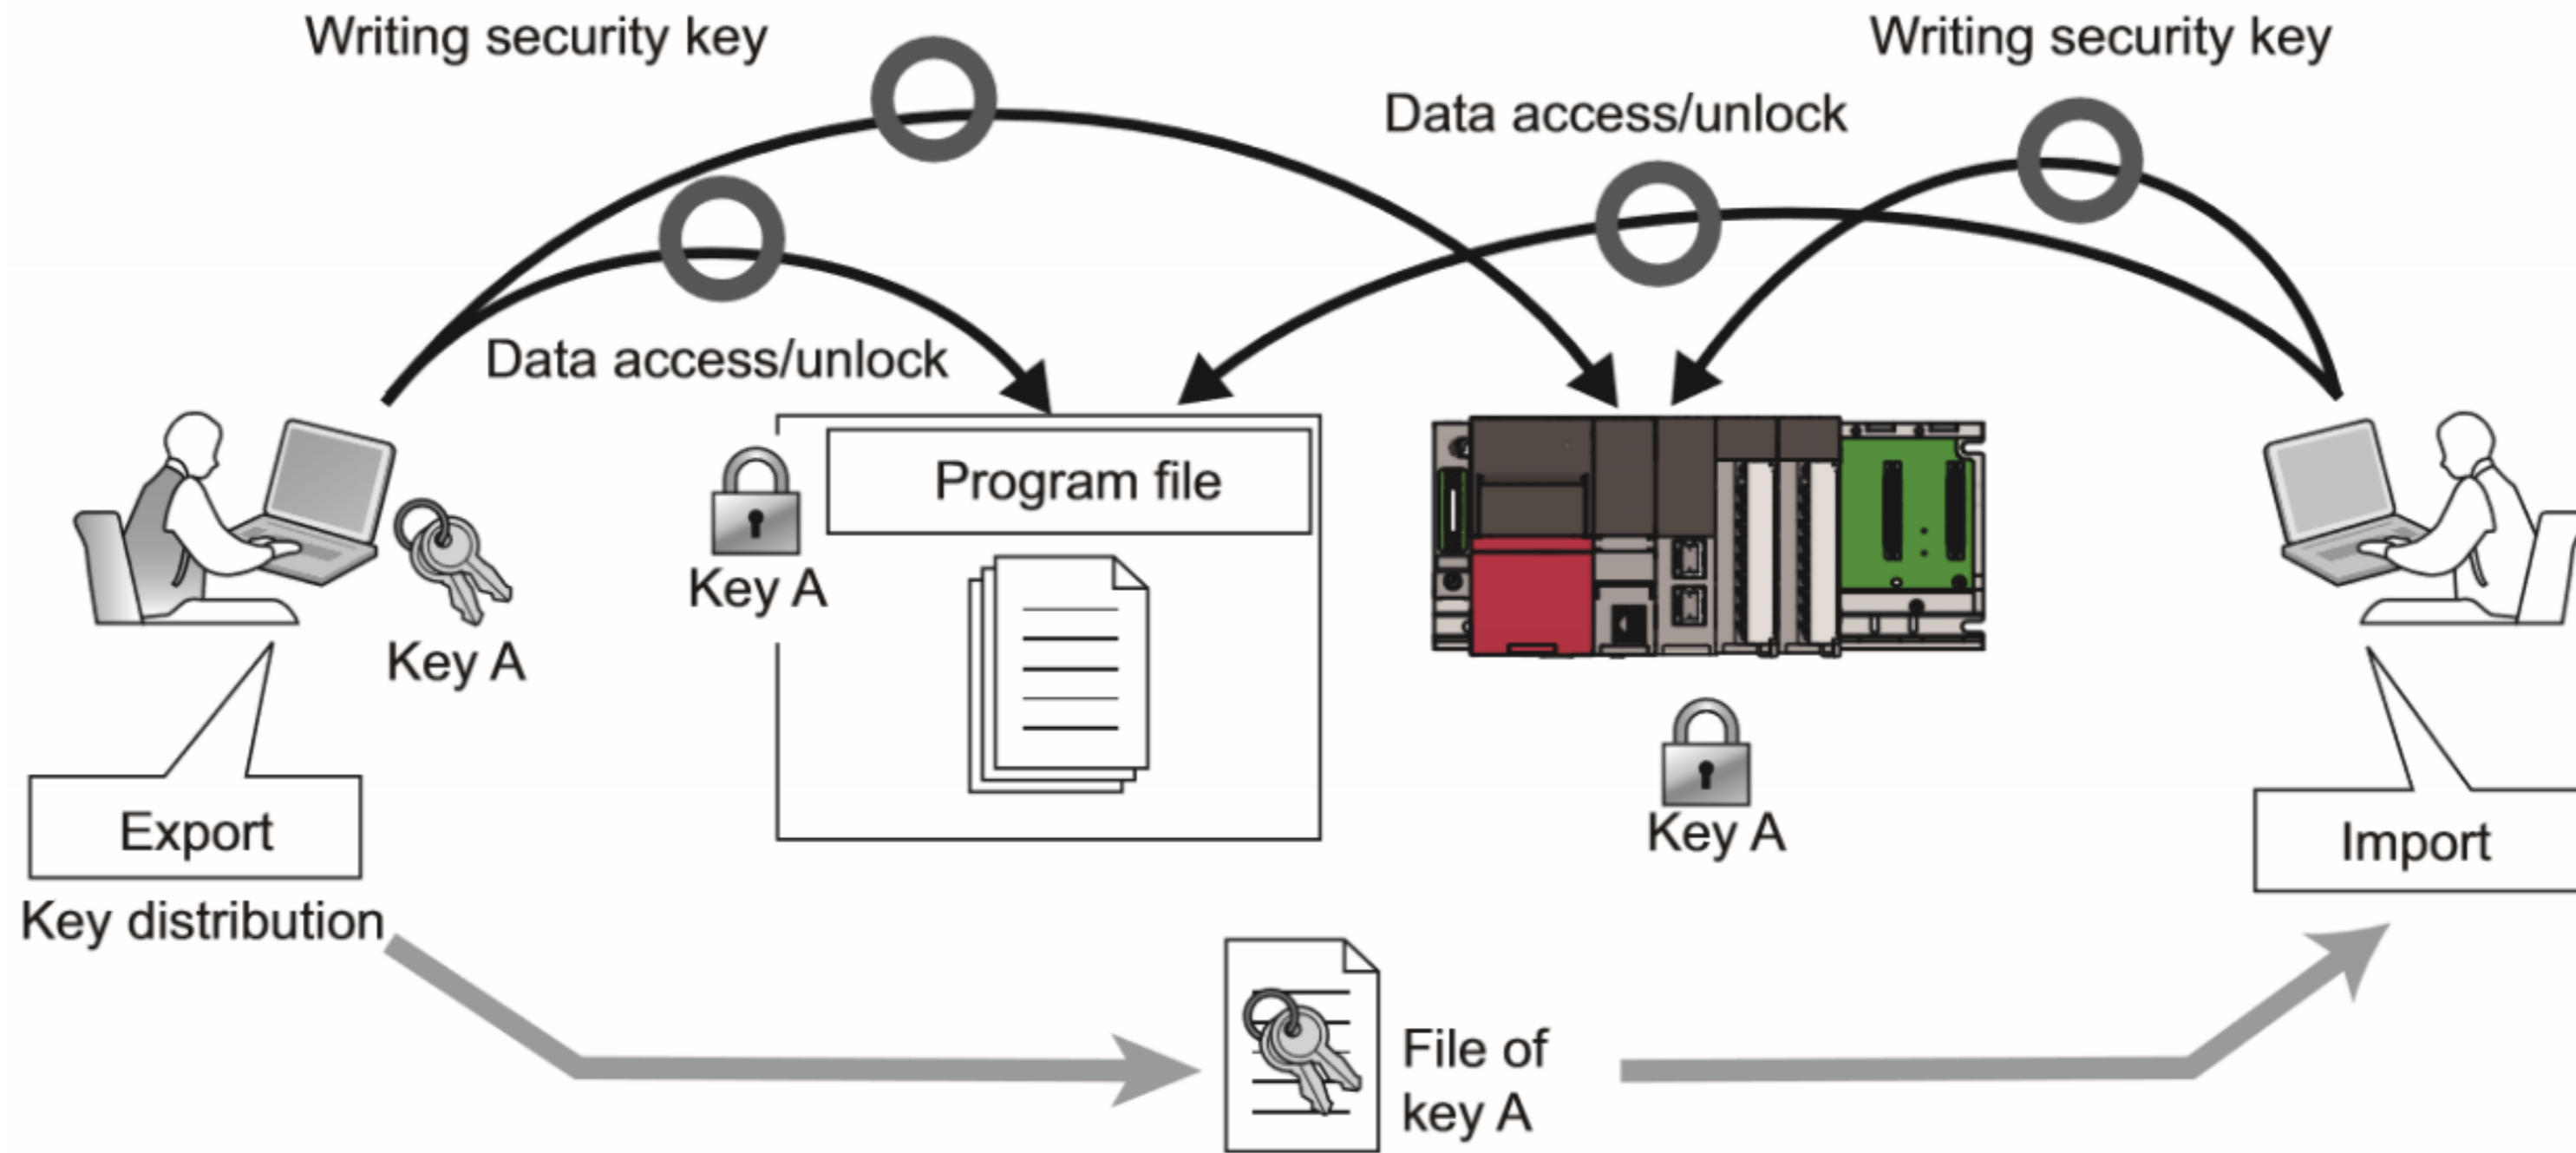 Writing security key
Writing security key
Data access/unlock
Data access/unlock
Program file
Key A
Key A
Key A
Export
Import
Key distribution
File of
key A